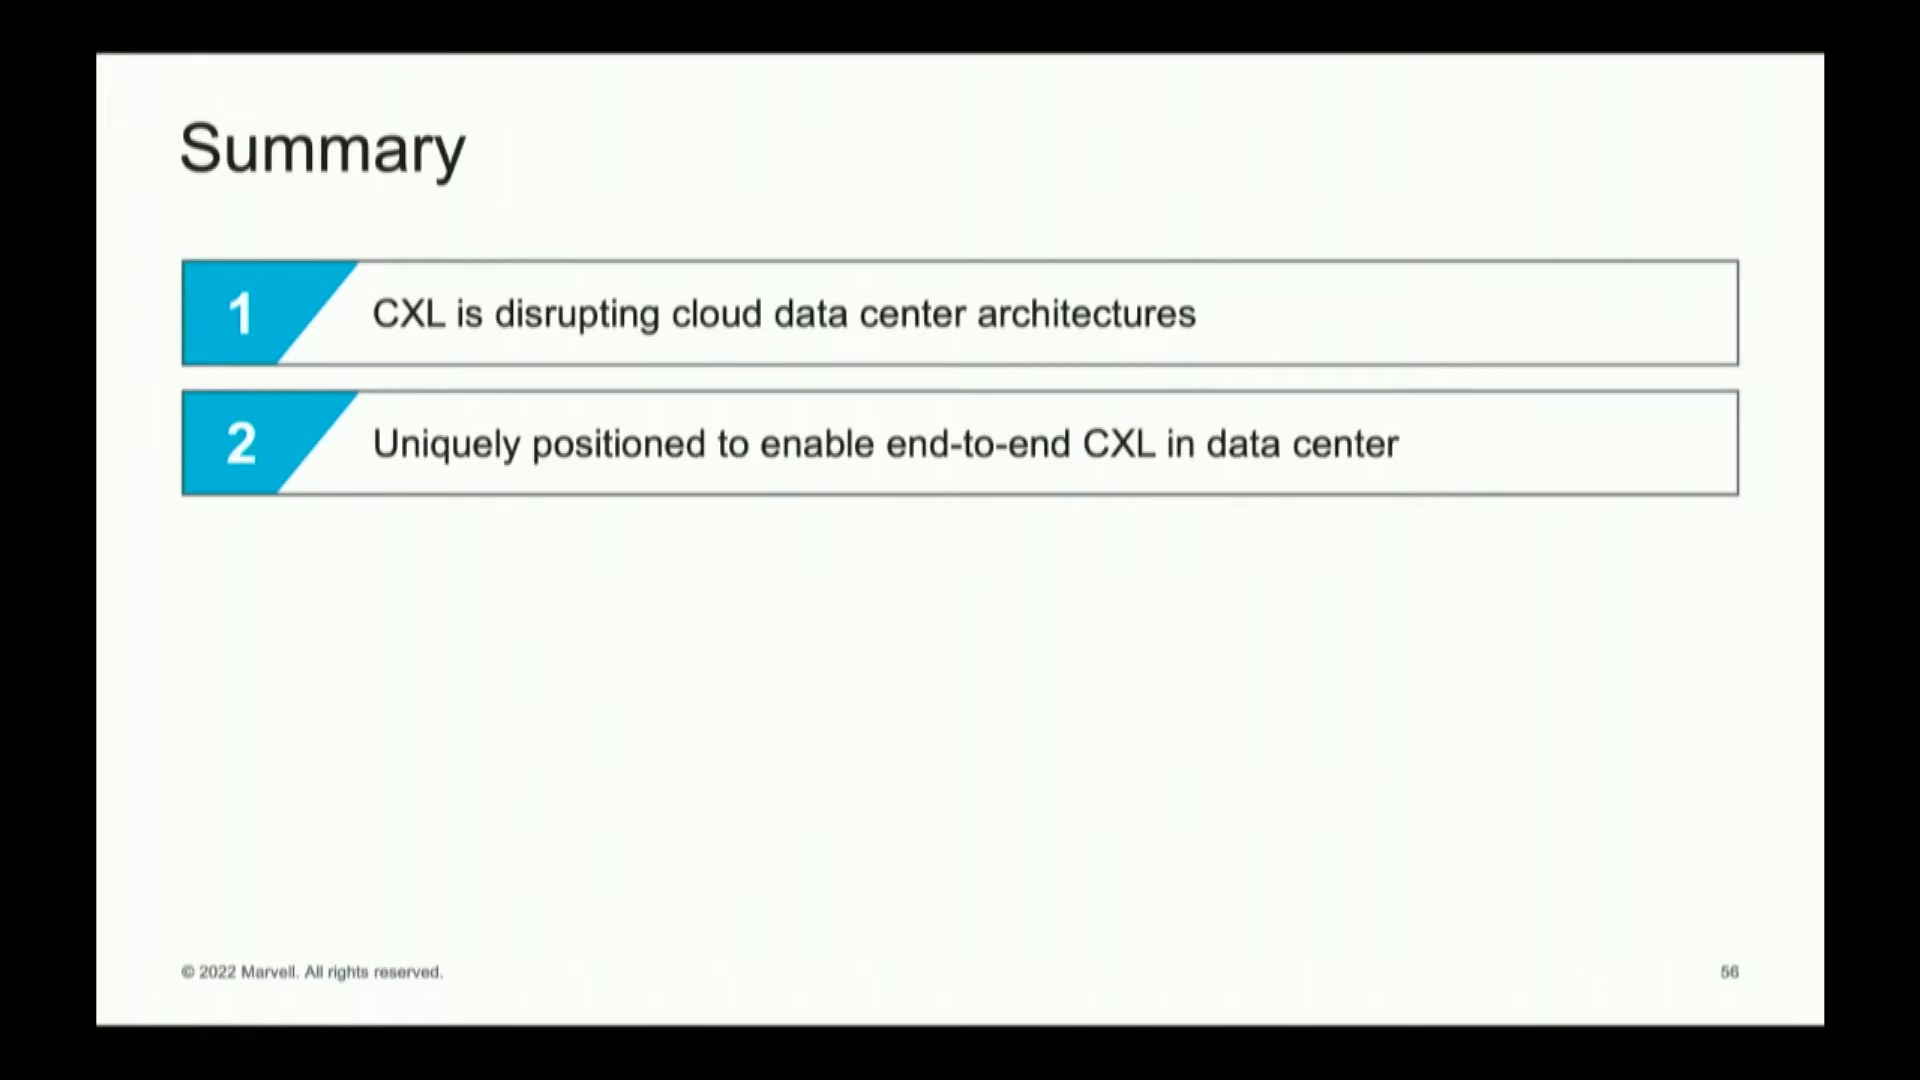 Summary
1
CXL is disrupting cloud data center architectures
2
Uniquely positioned to enable end-to-end CXL in data center
© 2022 Marvell. All rights reserved.
56